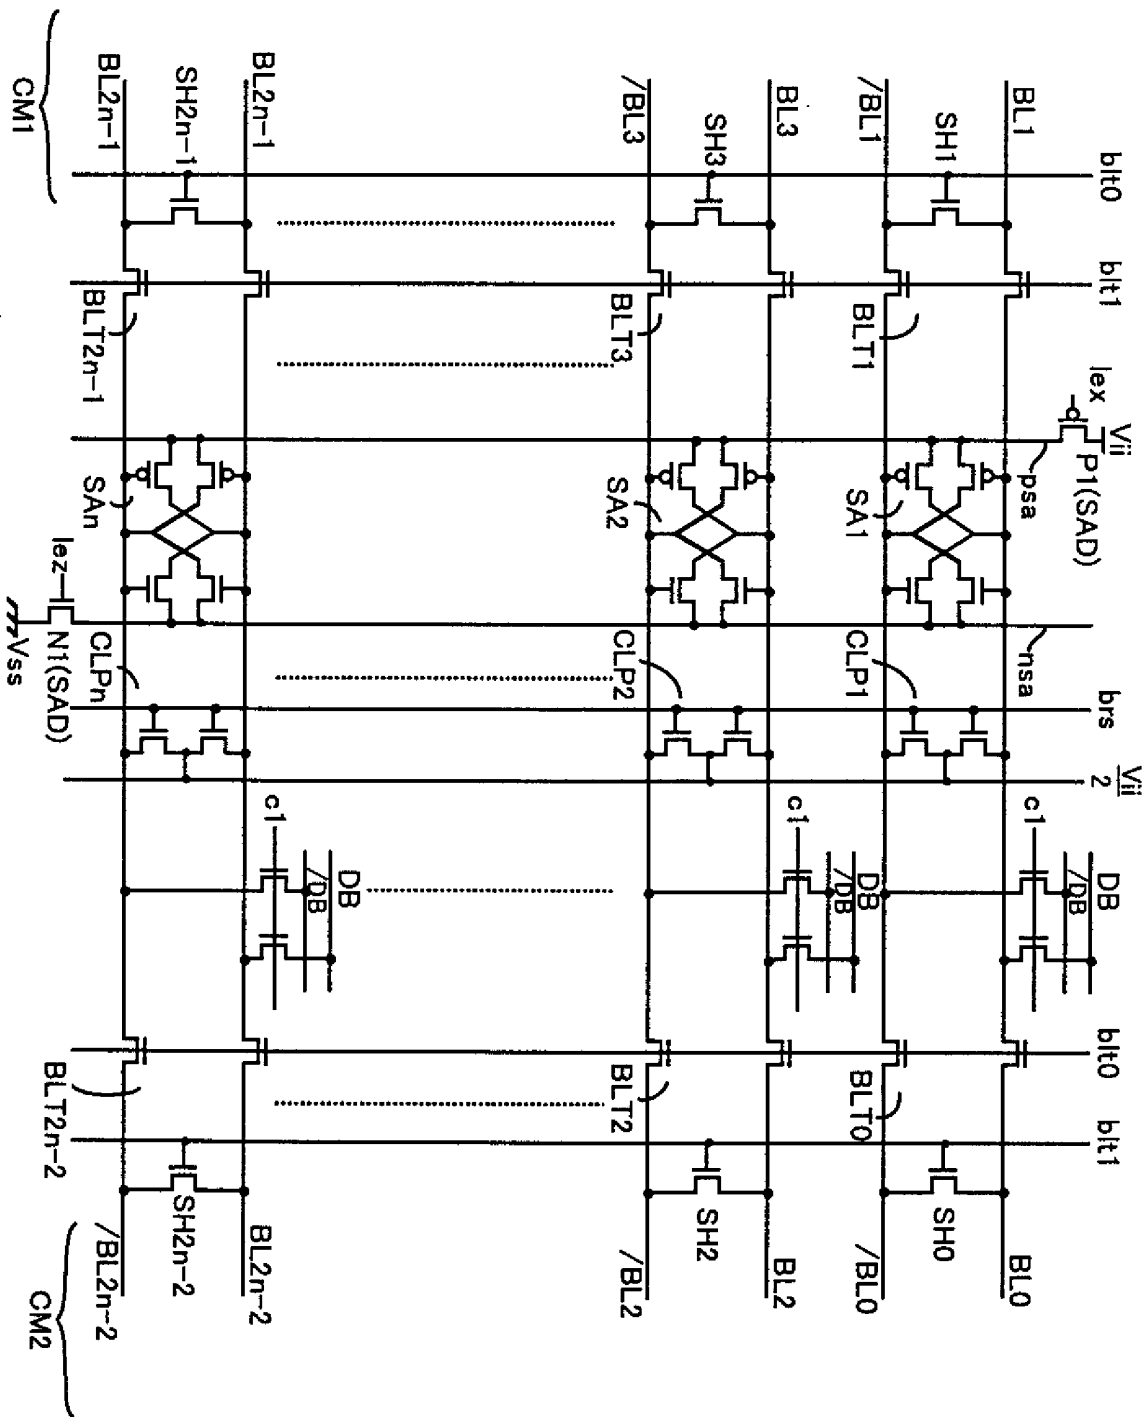 CM1
BL2n-1
SH2n-1
BL2n-1
/BL3
SH3
BL3
/BL1
SH1
BL1
blt0
BLT2n-1
BLT3
BLT1
blt1
SAn
SA2
SA1
lex
Vii
P1(SAD)
psa
lez
Vss
N1(SAD)
nsa
CLPn
CLP2
CLP1
brs
Vii
2
c1
DB
/DB
c1
DB
/DB
c1
DB
/DB
BLT2n-2
BLT2
BLT0
blt0
blt1
/BL2n-2
SH2n-2
BL2n-2
/BL2
SH2
BL2
/BL0
SH0
BL0
CM2